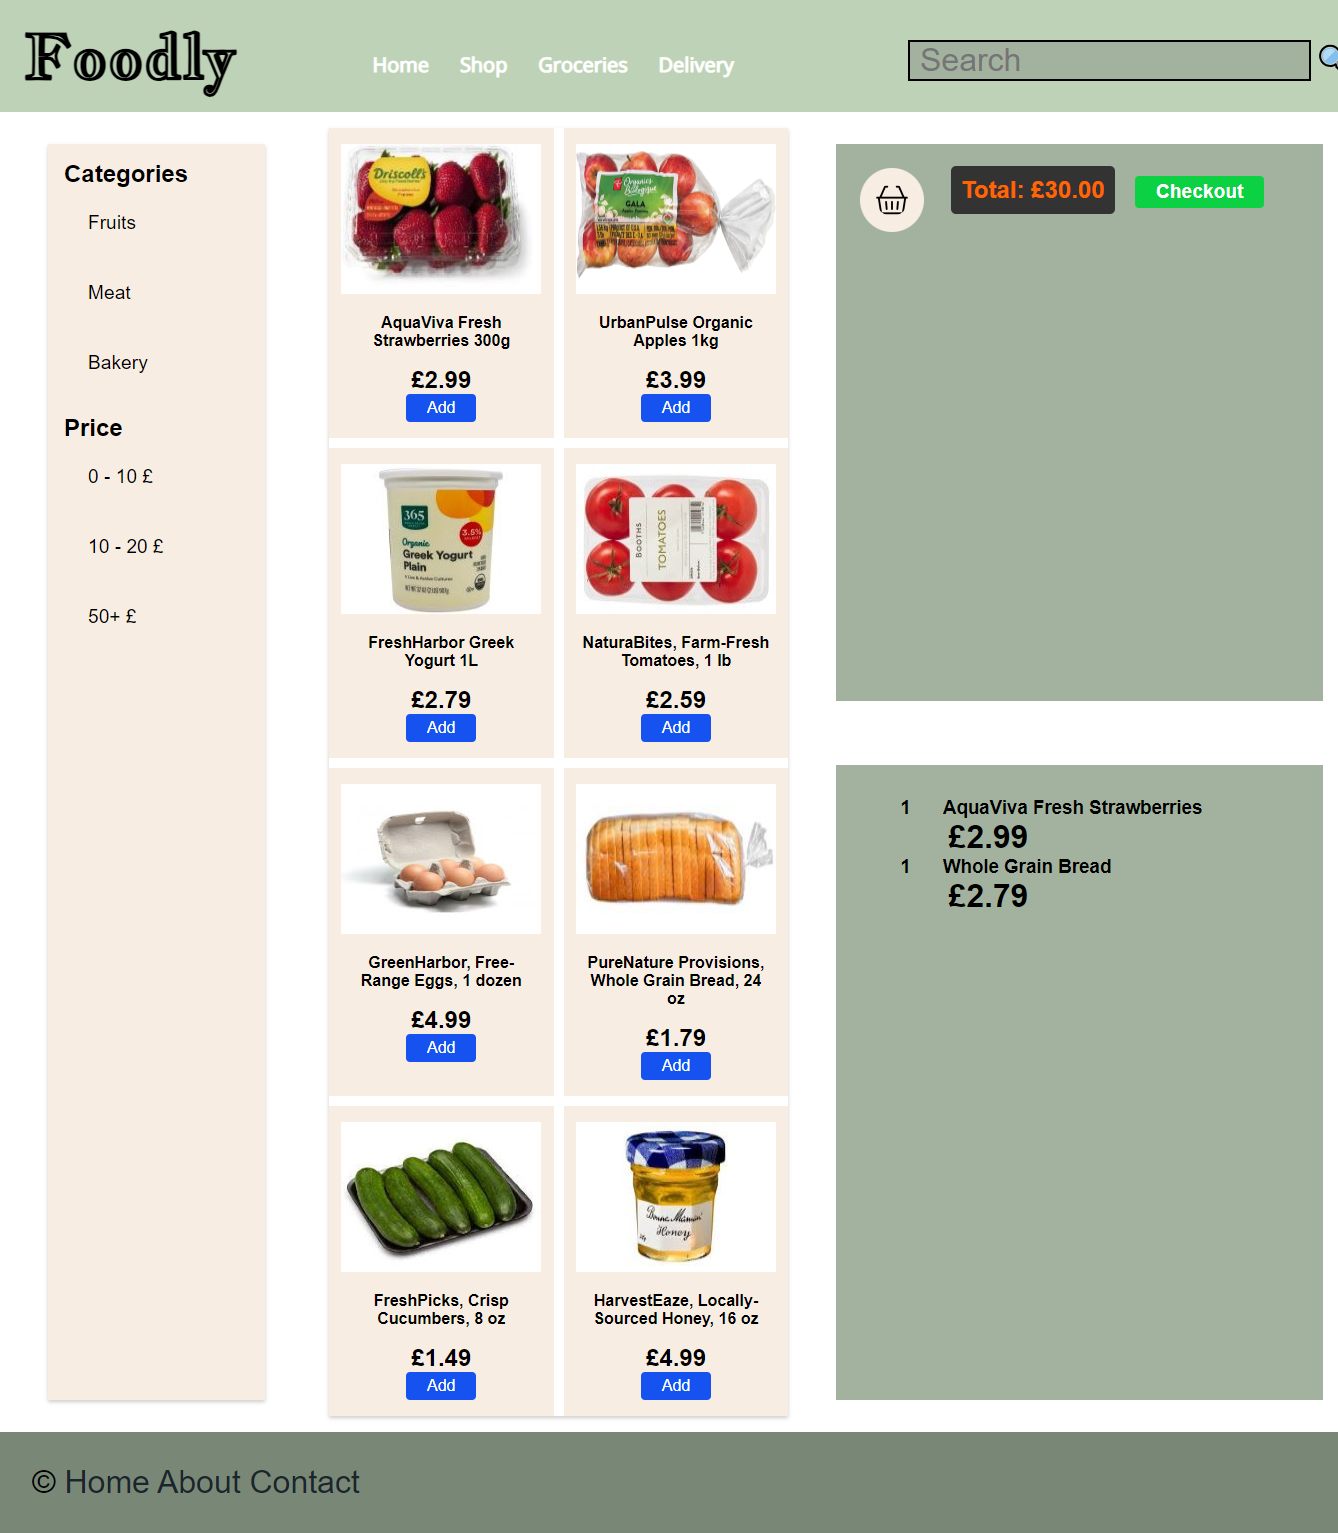 Foodly
Home Shop Groceries Delivery
Search
Categories
Fruits
Meat
Bakery
Price
0 - 10 £
10 - 20 £
50+ £
Driscoll's
AquaViva Fresh
Strawberries 300g
£2.99
Add
Organics
Biologique
GALA
UrbanPulse Organic
Apples 1kg
£3.99
Add
365
3.5%
Organic
Greek Yogurt
Plain
FreshHarbor Greek
Yogurt 1L
£2.79
Add
BOOTHS
TOMATOES
NaturaBites, Farm-Fresh
Tomatoes, 1 lb
£2.59
Add
GreenHarbor, Free-
Range Eggs, 1 dozen
£4.99
Add
PureNature Provisions,
Whole Grain Bread, 24
oz
£1.79
Add
FreshPicks, Crisp
Cucumbers, 8 oz
£1.49
Add
Bonne Maman
Honey
HarvestEaze, Locally-
Sourced Honey, 16 oz
£4.99
Add
Total: £30.00
Checkout
1 AquaViva Fresh Strawberries
£2.99
1 Whole Grain Bread
£2.79
© Home About Contact